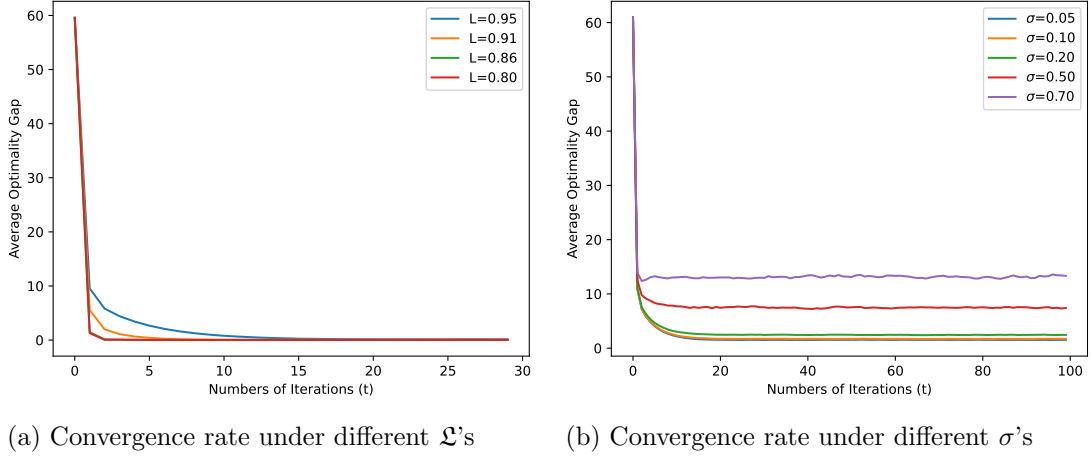 60
50
40
30
20
10
0
Average Optimality Gap
L=0.95
L=0.91
L=0.86
L=0.80
0 5 10 15 20 25 30
Numbers of Iterations (t)
(a) Convergence rate under different 𝔏's
60
50
40
30
20
10
0
Average Optimality Gap
σ=0.05
σ=0.10
σ=0.20
σ=0.50
σ=0.70
0 20 40 60 80 100
Numbers of Iterations (t)
(b) Convergence rate under different σ's